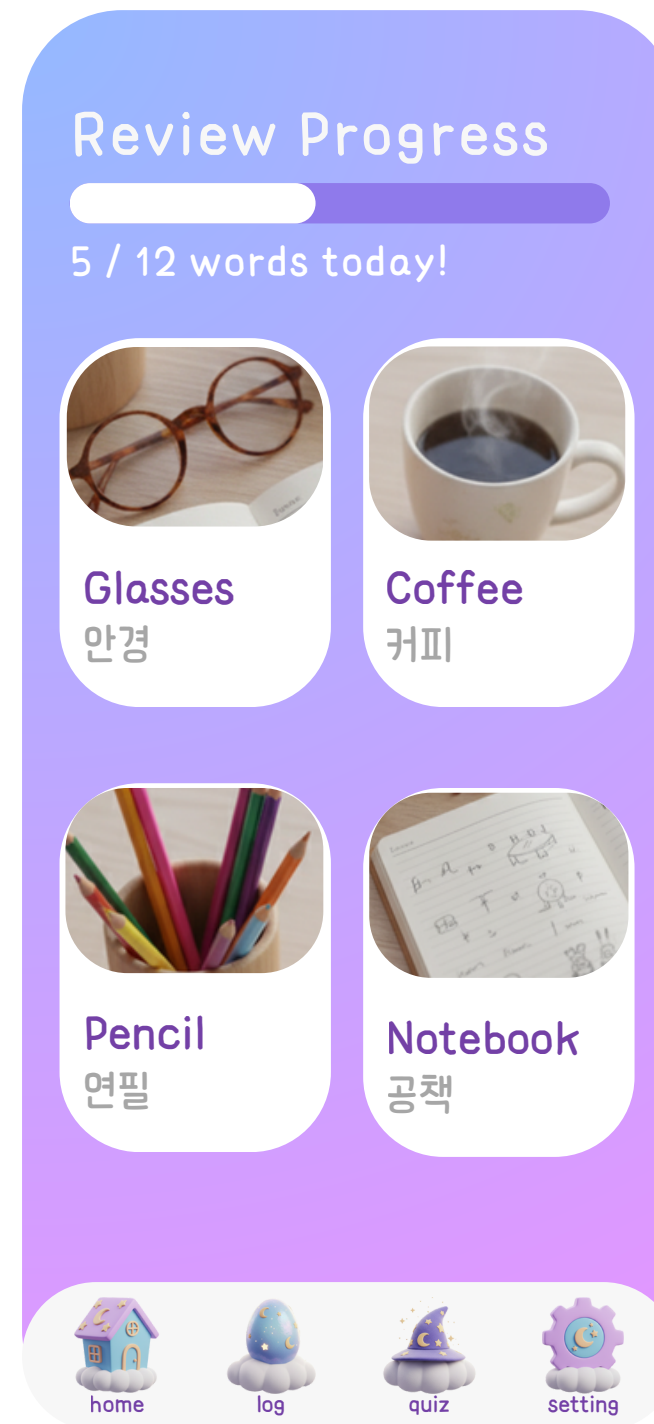 Review Progress
5 / 12 words today!
Glasses
안경
Coffee
커피
Pencil
연필
Notebook
공책
home
log
quiz
setting